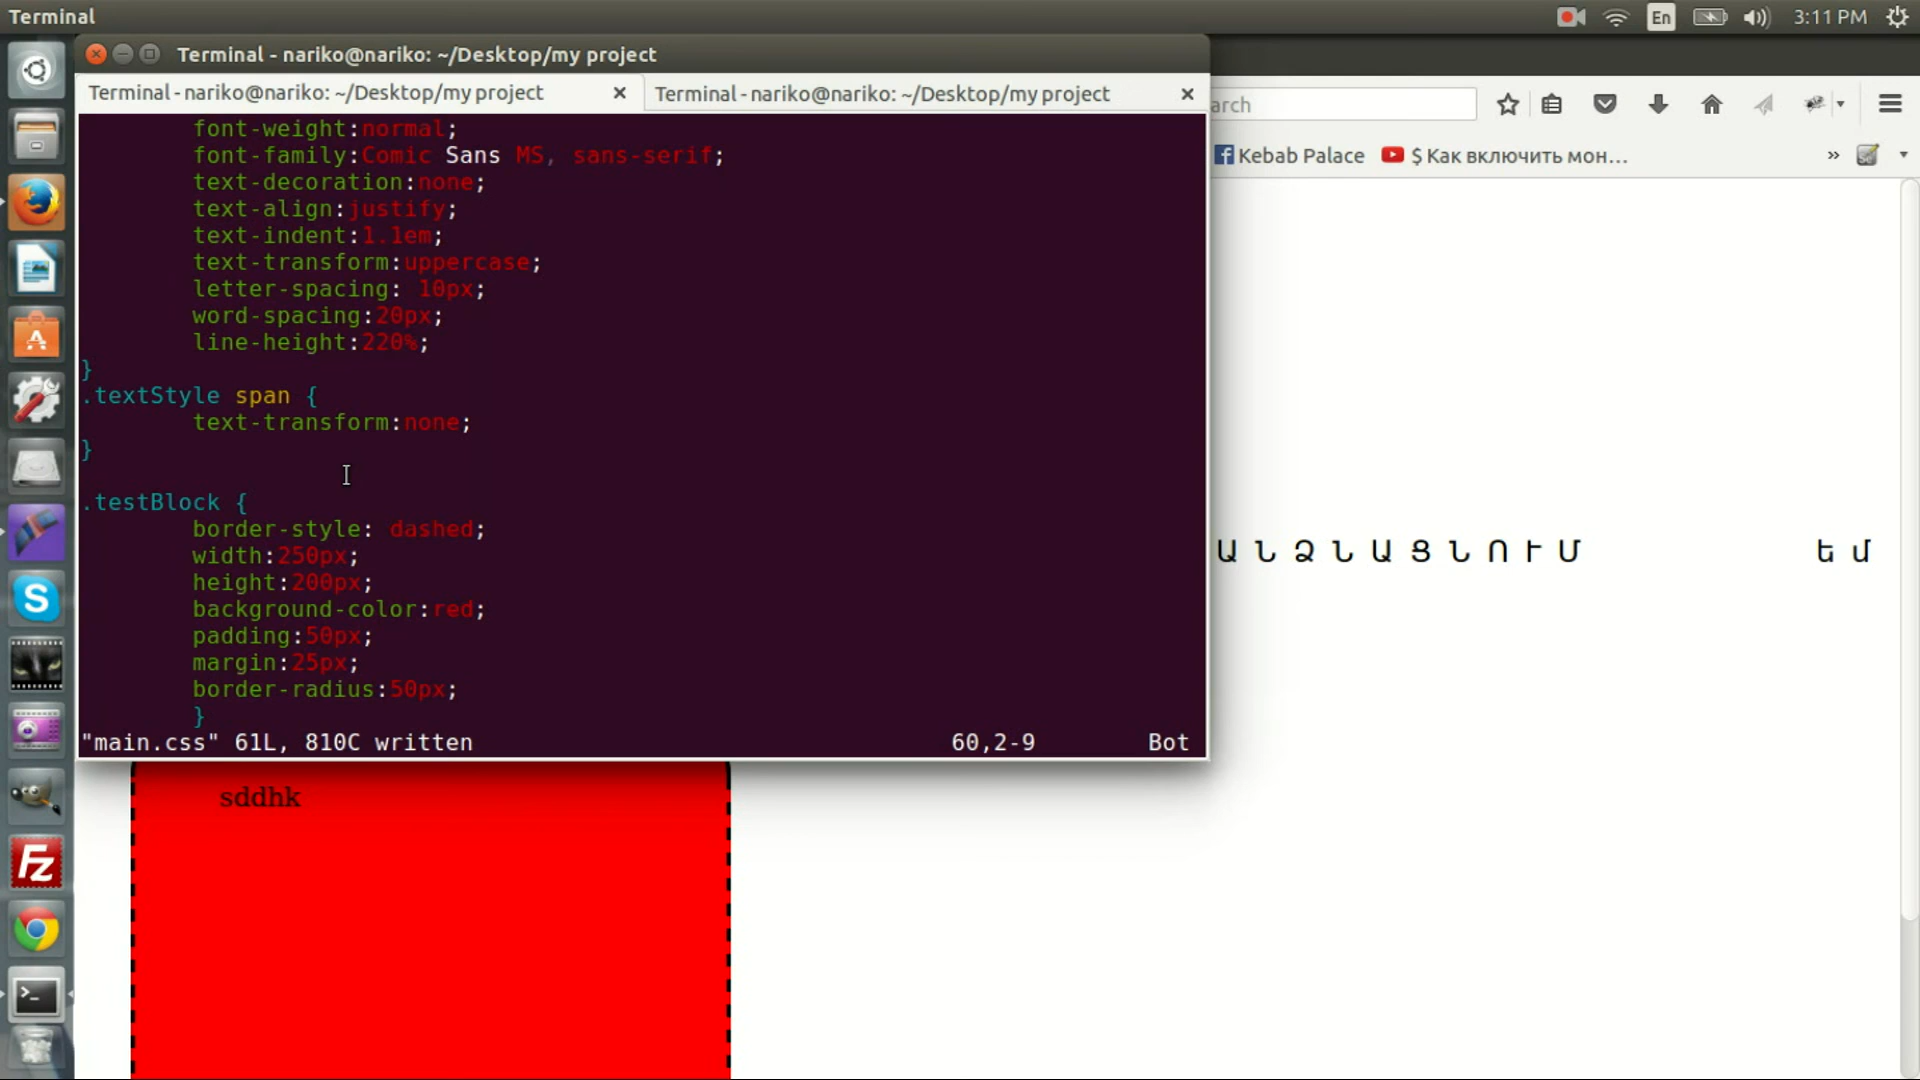 Terminal
En
3:11 PM
Terminal - nariko@nariko: ~/Desktop/my project
Terminal - nariko@nariko: ~/Desktop/my project
Terminal - nariko@nariko: ~/Desktop/my project
arch
Kebab Palace
$ Как включить мон...
»
font-weight:normal;
font-family:Comic Sans MS, sans-serif;
text-decoration:none;
text-align:justify;
text-indent:1.1em;
text-transform:uppercase;
letter-spacing: 10px;
word-spacing:20px;
line-height:220%;
}
.textStyle span {
text-transform:none;
}
.testBlock {
border-style: dashed;
width:250px;
height:200px;
background-color:red;
padding:50px;
margin:25px;
border-radius:50px;
}
"main.css" 61L, 810C written 60,2-9 Bot
ԱՆՁՆԱՑՆՈՒՄ եմ
sddhk